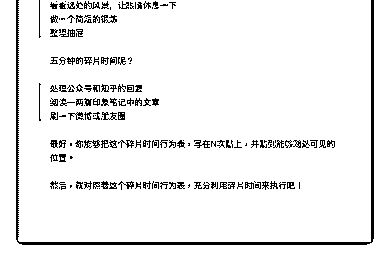 看看远处的风景，让眼睛休息一下
做一个简短的锻炼
整理抽屉
五分钟的碎片时间呢？
处理公众号和知乎的回复
阅读一两篇印象笔记中的文章
刷一下微博或朋友圈
最好，你能够把这个碎片时间行为表，写在N次贴上，并贴到能够随处可见的
位置。
然后，就对照着这个碎片时间行为表，充分利用碎片时间来执行吧！